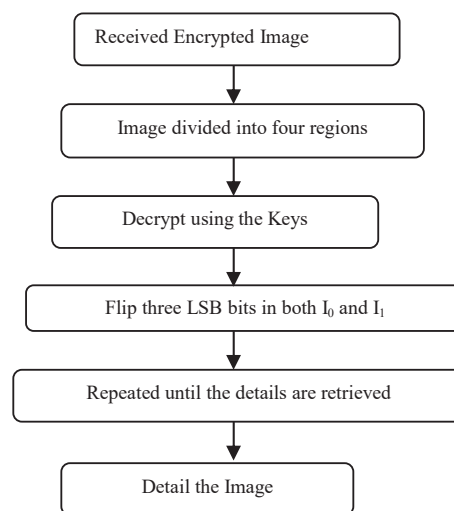 Received Encrypted Image
Image divided into four regions
Decrypt using the Keys
Flip three LSB bits in both I₀ and I₁
Repeated until the details are retrieved
Detail the Image